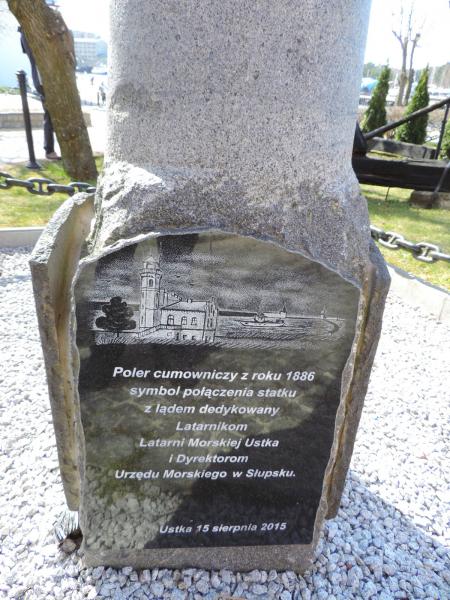 Poler cumowniczy z roku 1886
symbol połączenia statku
z lądem dedykowany
Latarnikom
Latarni Morskiej Ustka
i Dyrektorom
Urzędu Morskiego w Słupsku.
Ustka 15 sierpnia 2015